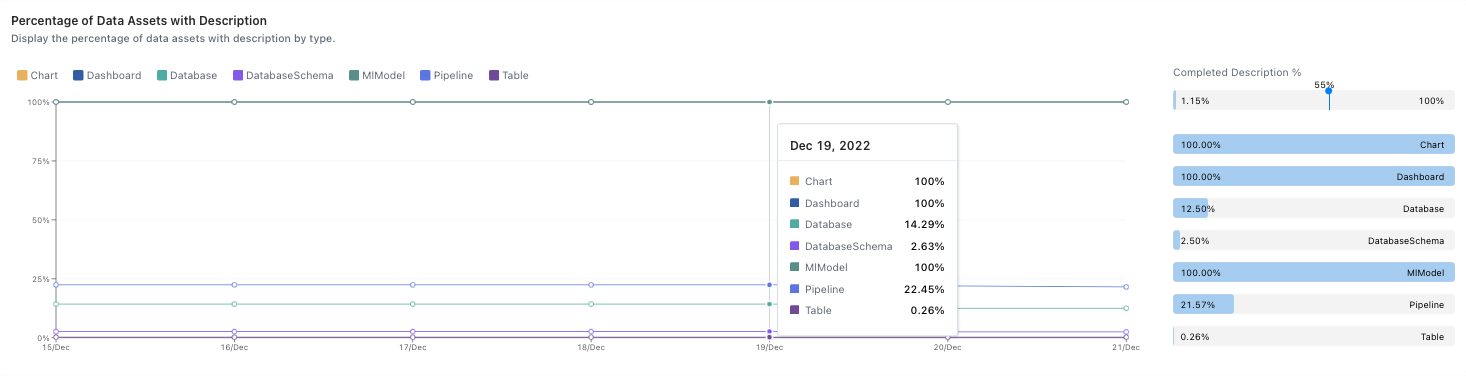 Percentage of Data Assets with Description
Display the percentage of data assets with description by type.
Chart Dashboard Database DatabaseSchema MlModel Pipeline Table
100%
75%
50%
25%
0%
15/Dec 16/Dec 17/Dec 18/Dec 19/Dec 20/Dec 21/Dec
Dec 19, 2022
Chart 100%
Dashboard 100%
Database 14.29%
DatabaseSchema 2.63%
MlModel 100%
Pipeline 22.45%
Table 0.26%
Completed Description %
55%
1.15% 100%
100.00% Chart
100.00% Dashboard
12.50% Database
2.50% DatabaseSchema
100.00% MlModel
21.57% Pipeline
0.26% Table